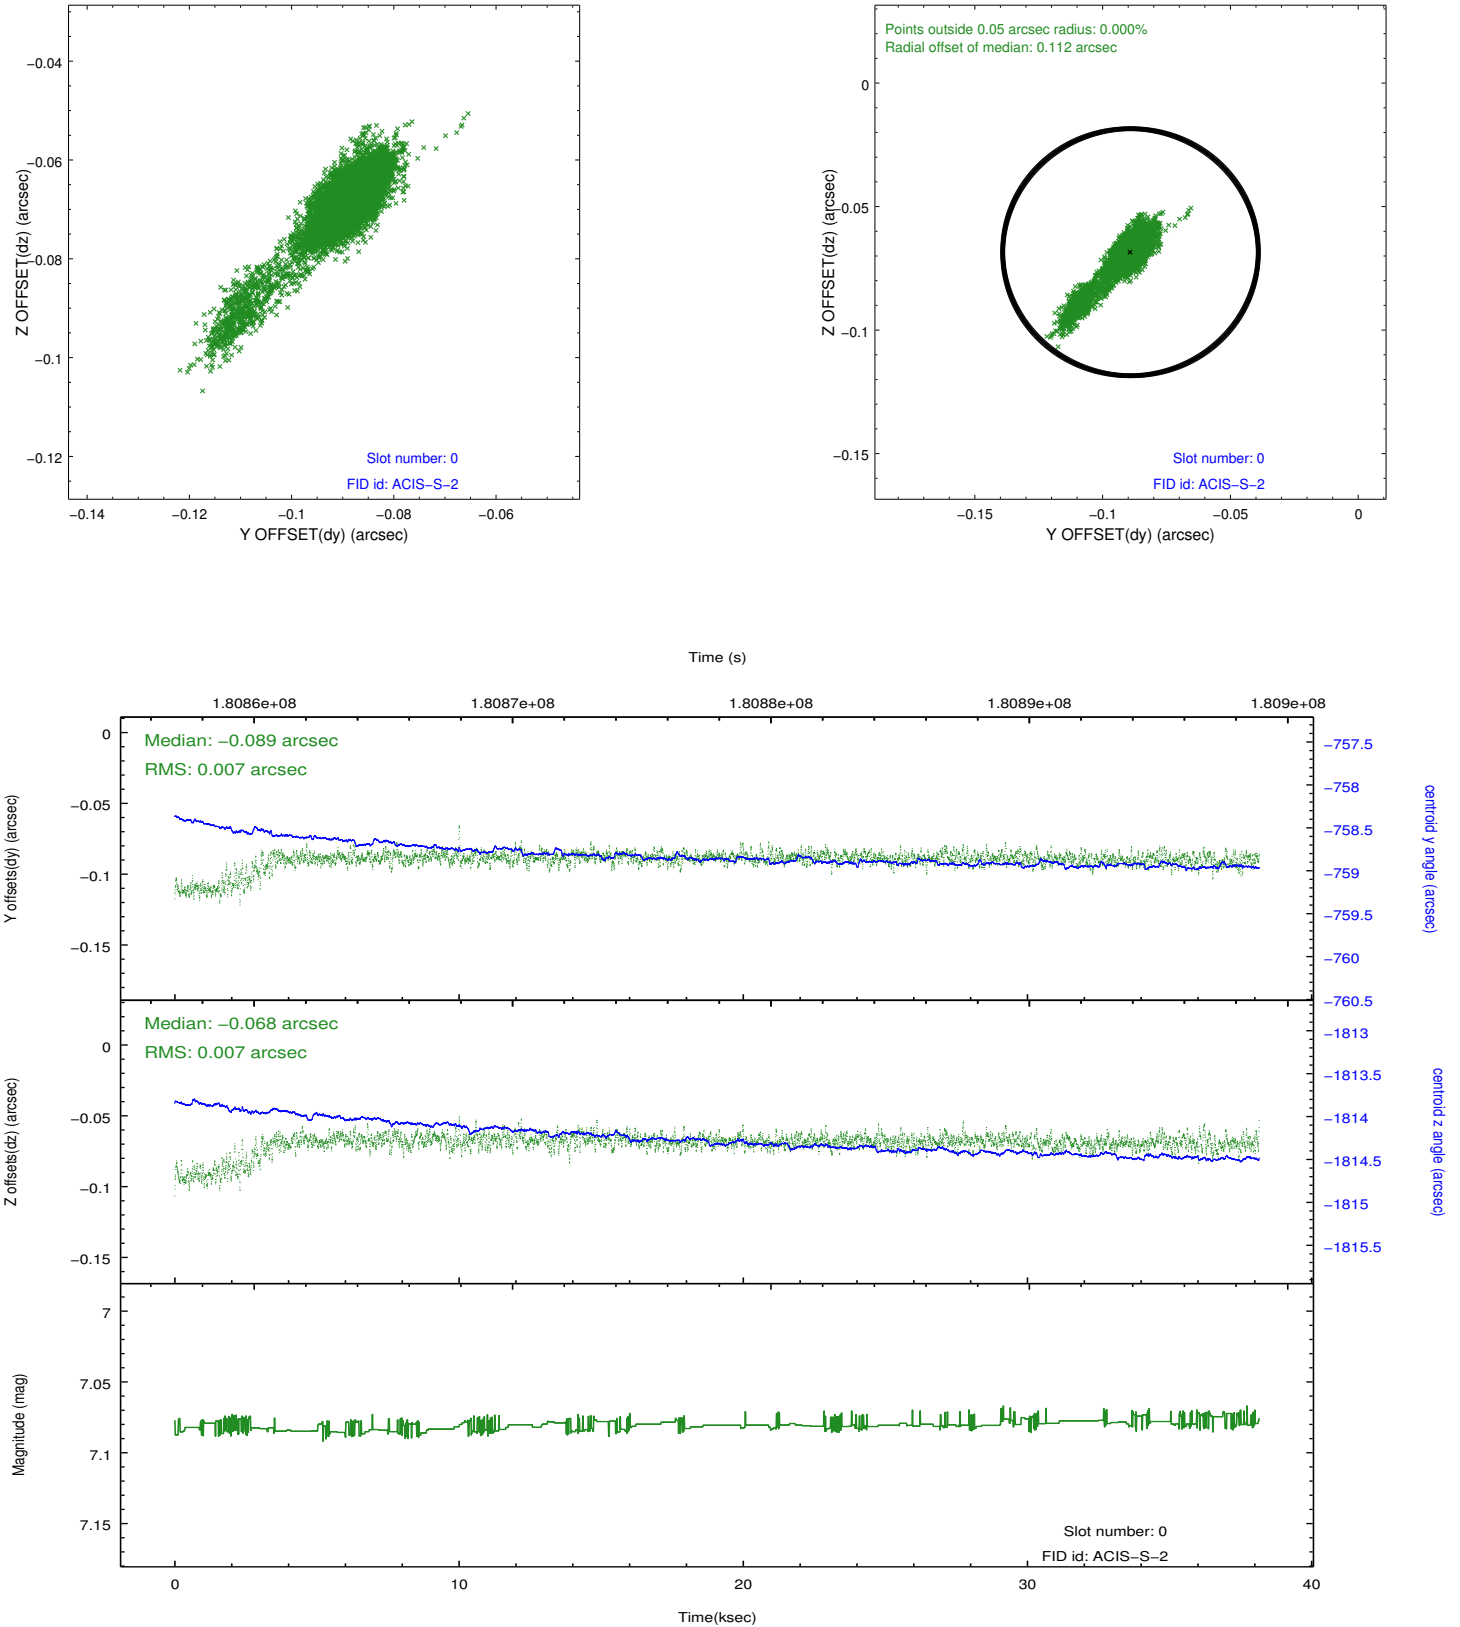 −0.04
−0.06
−0.08
−0.1
−0.12
Z OFFSET(dz) (arcsec)
Slot number: 0
FID id: ACIS−S−2
−0.14 −0.12 −0.1 −0.08 −0.06
Y OFFSET(dy) (arcsec)
Points outside 0.05 arcsec radius: 0.000%
Radial offset of median: 0.112 arcsec
0
−0.05
−0.1
−0.15
Z OFFSET(dz) (arcsec)
Slot number: 0
FID id: ACIS−S−2
−0.15 −0.1 −0.05 0
Y OFFSET(dy) (arcsec)
Time (s)
1.8086e+08 1.8087e+08 1.8088e+08 1.8089e+08 1.809e+08
Median: −0.089 arcsec
RMS: 0.007 arcsec
0
−0.05
−0.1
−0.15
Y offsets(dy) (arcsec)
−757.5
−758
−758.5
−759
−759.5
−760
−760.5
centroid y angle (arcsec)
Median: −0.068 arcsec
RMS: 0.007 arcsec
0
−0.05
−0.1
−0.15
Z offsets(dz) (arcsec)
−1813
−1813.5
−1814
−1814.5
−1815
−1815.5
centroid z angle (arcsec)
7
7.05
7.1
7.15
Magnitude (mag)
Slot number: 0
FID id: ACIS−S−2
0 10 20 30 40
Time(ksec)